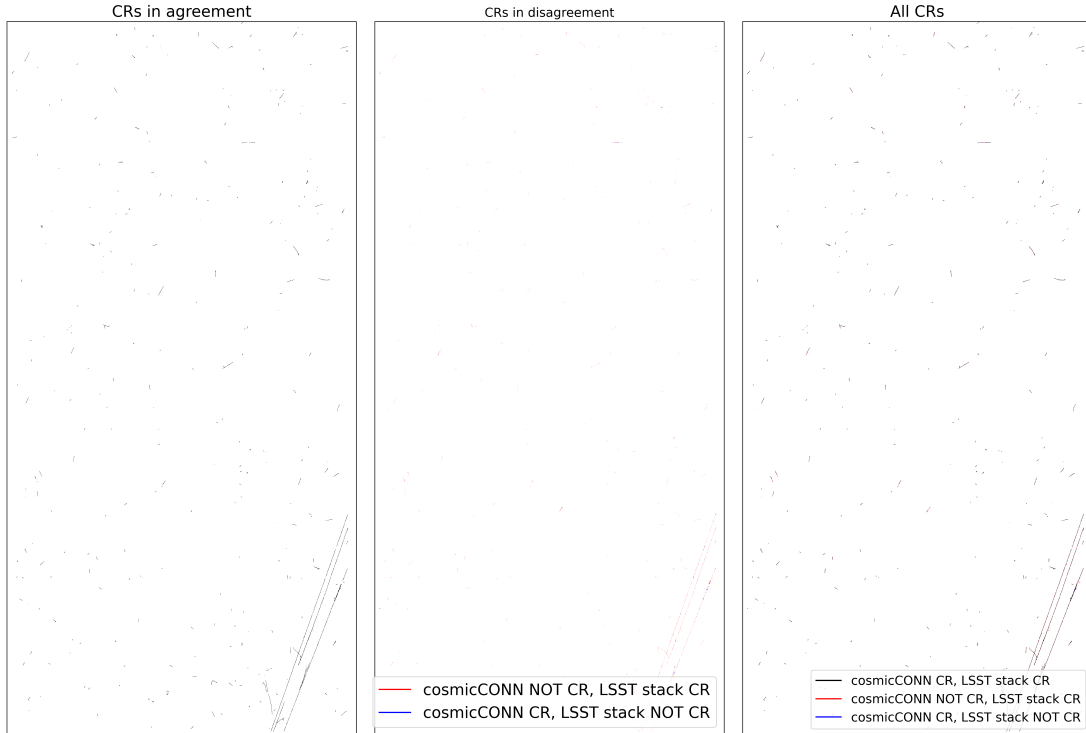 CRs in agreement
CRs in disagreement
All CRs
cosmicCONN NOT CR, LSST stack CR
cosmicCONN CR, LSST stack NOT CR
cosmicCONN CR, LSST stack CR
cosmicCONN NOT CR, LSST stack CR
cosmicCONN CR, LSST stack NOT CR